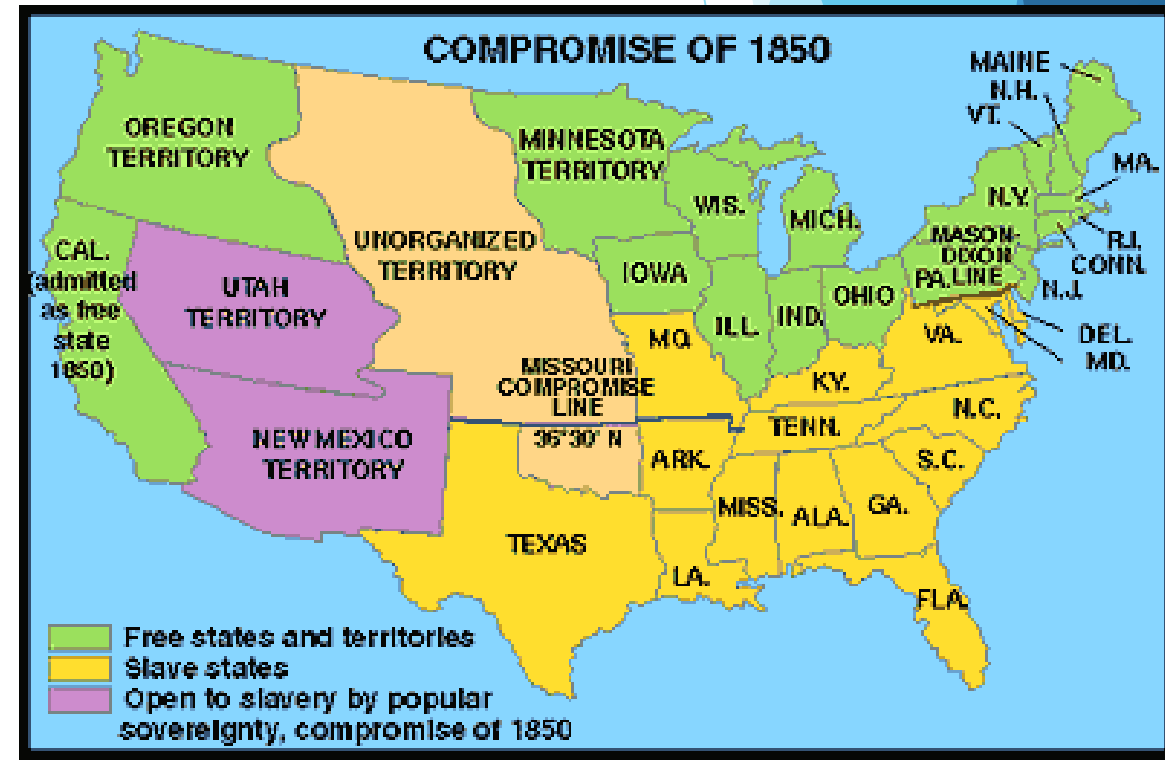 COMPROMISE OF 1850
MAINE
N.H.
VT.
MA.
OREGON
TERRITORY
MINNESOTA
TERRITORY
N.Y.
WIS.
MICH.
R.I.
CONN.
MASON-
DIXON
LINE
PA.
N.J.
CAL.
(admitted
as free
state
1850)
UNORGANIZED
TERRITORY
IOWA
UTAH
TERRITORY
OHIO
IND.
ILL.
DEL.
MD.
VA.
MO.
MISSOURI
COMPROMISE
LINE
KY.
36°30' N
N.C.
TENN.
NEW MEXICO
TERRITORY
ARK.
S.C.
MISS.
ALA.
GA.
TEXAS
LA.
FLA.
Free states and territories
Slave states
Open to slavery by popular
sovereignty, compromise of 1850